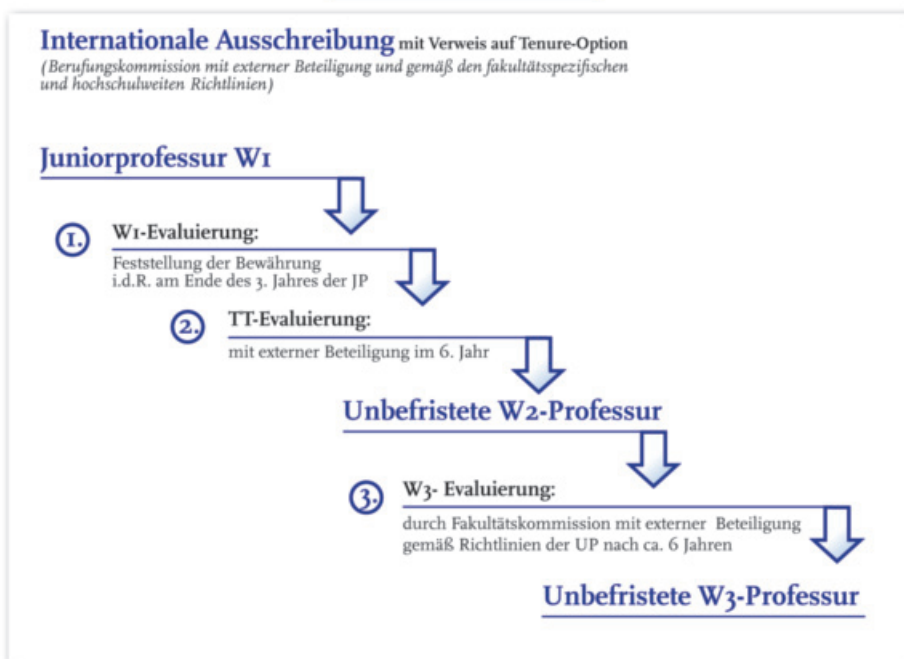 Internationale Ausschreibung mit Verweis auf Tenure-Option
(Berufungskommission mit externer Beteiligung und gemäß den fakultätsspezifischen
und hochschulweiten Richtlinien)
Juniorprofessur W1
1. W1-Evaluierung:
Feststellung der Bewährung
i.d.R. am Ende des 3. Jahres der JP
2. TT-Evaluierung:
mit externer Beteiligung im 6. Jahr
Unbefristete W2-Professur
3. W3- Evaluierung:
durch Fakultätskommission mit externer Beteiligung
gemäß Richtlinien der UP nach ca. 6 Jahren
Unbefristete W3-Professur